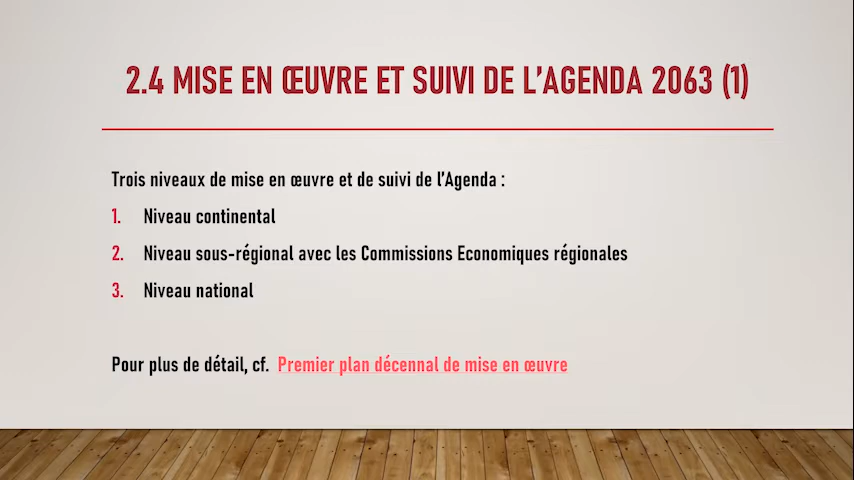 2.4 MISE EN ŒUVRE ET SUIVI DE L’AGENDA 2063 (1)
Trois niveaux de mise en œuvre et de suivi de l’Agenda :
1. Niveau continental
2. Niveau sous-régional avec les Commissions Economiques régionales
3. Niveau national
Pour plus de détail, cf. Premier plan décennal de mise en œuvre